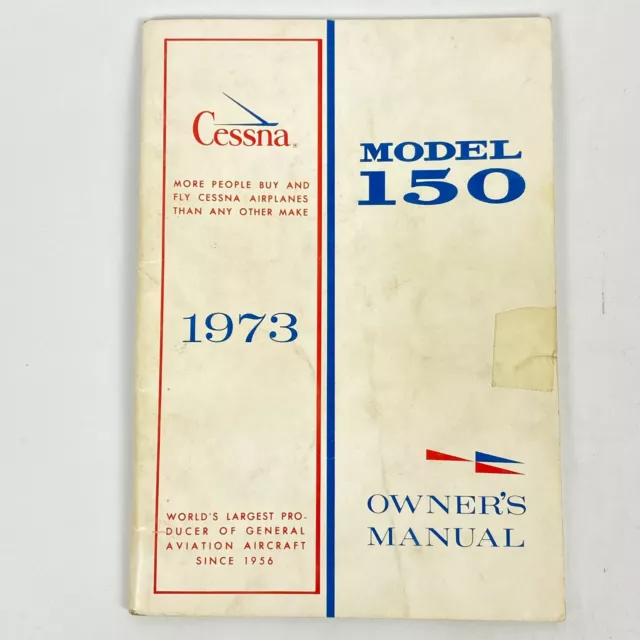 Cessna®
MORE PEOPLE BUY AND
FLY CESSNA AIRPLANES
THAN ANY OTHER MAKE
1973
WORLD'S LARGEST PRO-
DUCER OF GENERAL
AVIATION AIRCRAFT
SINCE 1956
MODEL
150
OWNER'S
MANUAL